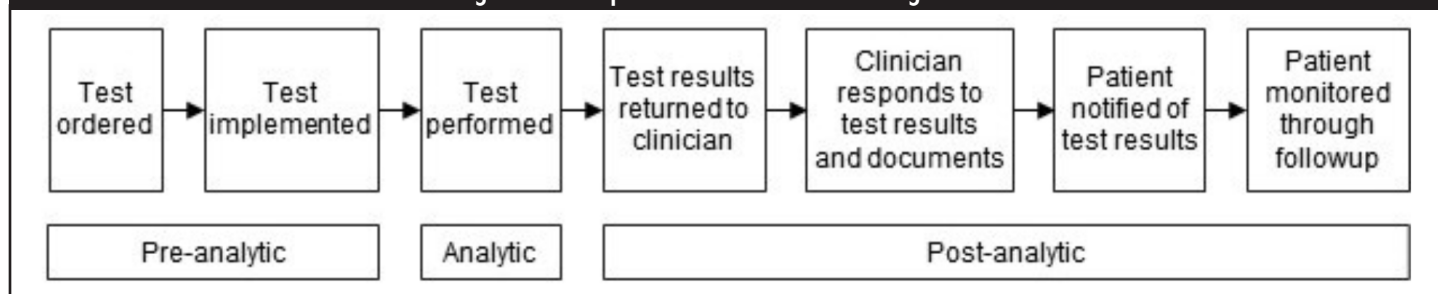 Test
ordered
Test
implemented
Test
performed
Test results
returned to
clinician
Clinician
responds to
test results
and documents
Patient
notified of
test results
Patient
monitored
through
followup
Pre-analytic
Analytic
Post-analytic